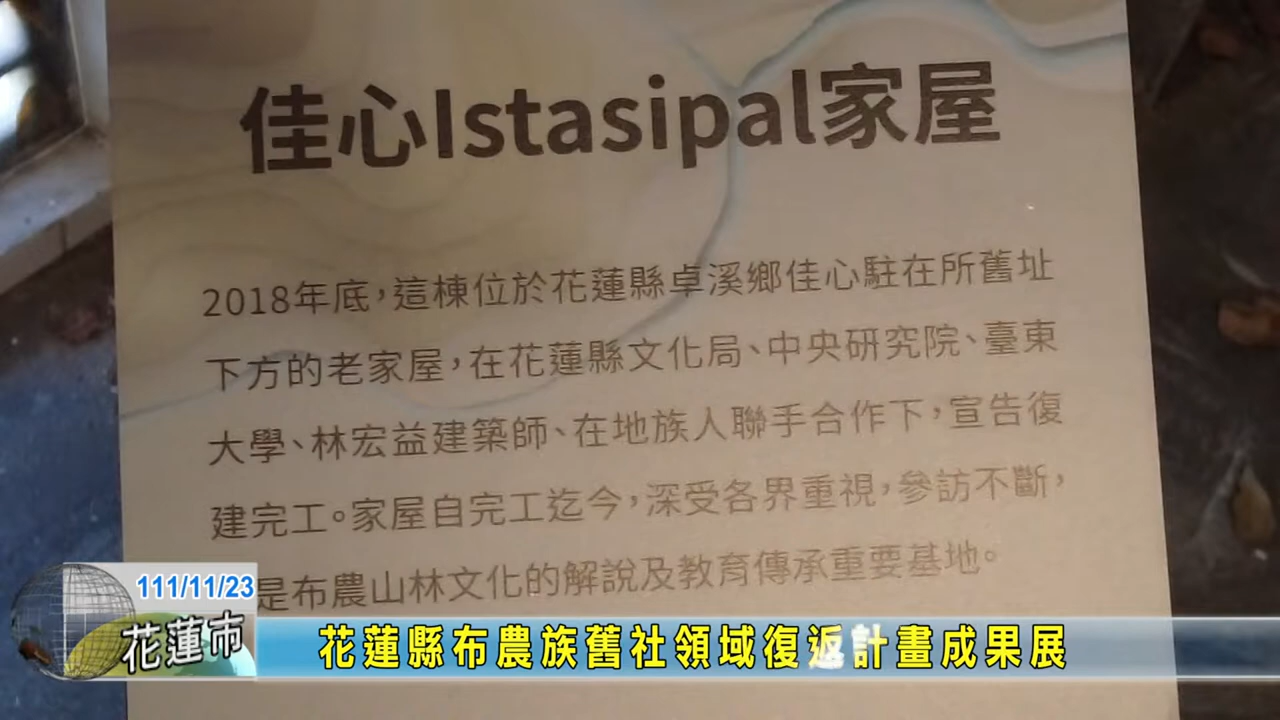 佳心Istasipal家屋
2018年底,這棟位於花蓮縣卓溪鄉佳心駐在所舊址
下方的老家屋,在花蓮縣文化局、中央研究院、臺東
大學、林宏益建築師、在地族人聯手合作下,宣告復
建完工。家屋自完工迄今,深受各界重視,參訪不斷,
是布農山林文化的解說及教育傳承重要基地。
111/11/23
花蓮市
花蓮縣布農族舊社領域復返計畫成果展